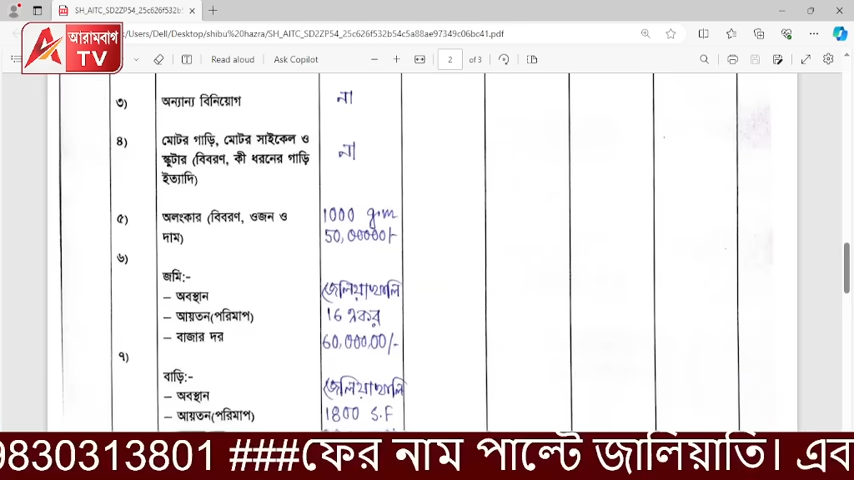 SH_AITC_SD2ZP54_25c626f532b5
/Users/Dell/Desktop/shibu%20hazra/SH_AITC_SD2ZP54_25c626f532b54c5a88ae97349c06bc41.pdf
আরামবাগ
TV
Read aloud
Ask Copilot
2 of 3
৩) অন্যান্য বিনিয়োগ না
৪) মোটর গাড়ি, মোটর সাইকেল ও
স্কুটার (বিবরণ, কী ধরনের গাড়ি না
ইত্যাদি)
৫) অলংকার (বিবরণ, ওজন ও 1000 gram
দাম) 50,00000/-
৬)
জমি:-
– অবস্থান জেলিয়াখালি
– আয়তন(পরিমাপ) 16 একর
– বাজার দর 60,000,00/-
৭)
বাড়ি:-
– অবস্থান জেলিয়াখালি
– আয়তন(পরিমাপ) 1800 S.F
9830313801 ###ফের নাম পাল্টে জালিয়াতি। এব